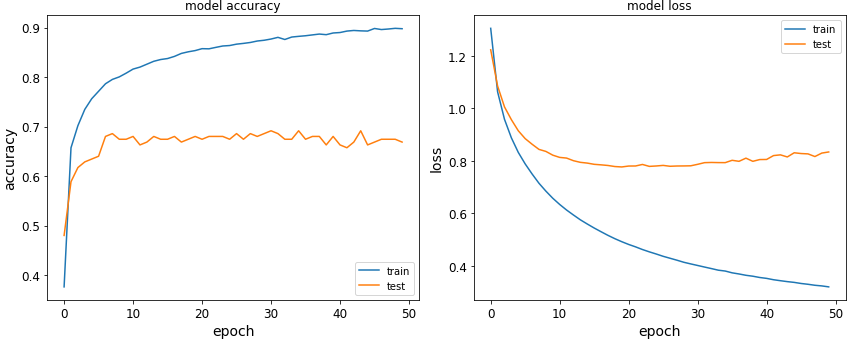 model accuracy
accuracy
0.9
0.8
0.7
0.6
0.5
0.4
0 10 20 30 40 50
epoch
train
test
model loss
loss
1.2
1.0
0.8
0.6
0.4
0 10 20 30 40 50
epoch
train
test